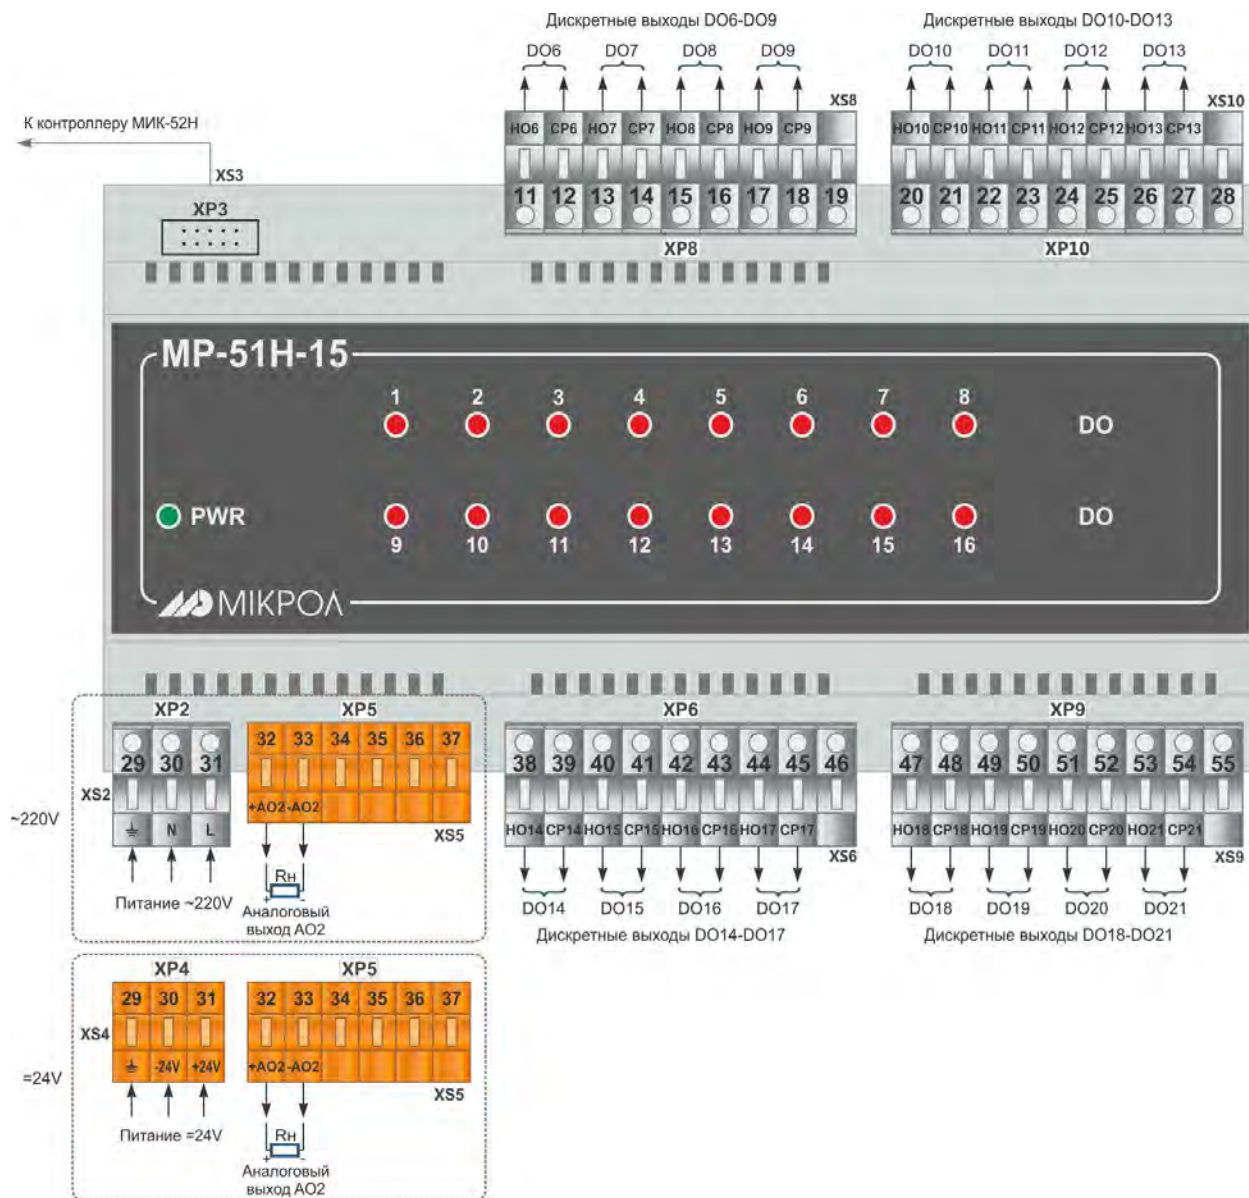 Дискретные выходы DO6-DO9
Дискретные выходы DO10-DO13
DO6 DO7 DO8 DO9
DO10 DO11 DO12 DO13
XS8
XS10
К контроллеру МИК-52Н
HO6 CP6 HO7 CP7 HO8 CP8 HO9 CP9
HO10 CP10 HO11 CP11 HO12 CP12 HO13 CP13
XS3
11 12 13 14 15 16 17 18 19
20 21 22 23 24 25 26 27 28
XP3
XP8
XP10
MP-51H-15
1 2 3 4 5 6 7 8
DO
PWR
DO
9 10 11 12 13 14 15 16
МІКРОЛ
XP2
XP5
XP6
XP9
29 30 31
32 33 34 35 36 37
38 39 40 41 42 43 44 45 46
47 48 49 50 51 52 53 54 55
XS2
+AO2 -AO2
~220V
N L
HO14 CP14 HO15 CP15 HO16 CP16 HO17 CP17
HO18 CP18 HO19 CP19 HO20 CP20 HO21 CP21
XS5
XS6
XS9
Rн
+ -
Питание ~220V
Аналоговый
выход AO2
DO14 DO15 DO16 DO17
DO18 DO19 DO20 DO21
Дискретные выходы DO14-DO17
Дискретные выходы DO18-DO21
XP4
XP5
29 30 31
32 33 34 35 36 37
XS4
-24V +24V
+AO2 -AO2
=24V
XS5
Питание =24V
Rн
+ -
Аналоговый
выход AO2